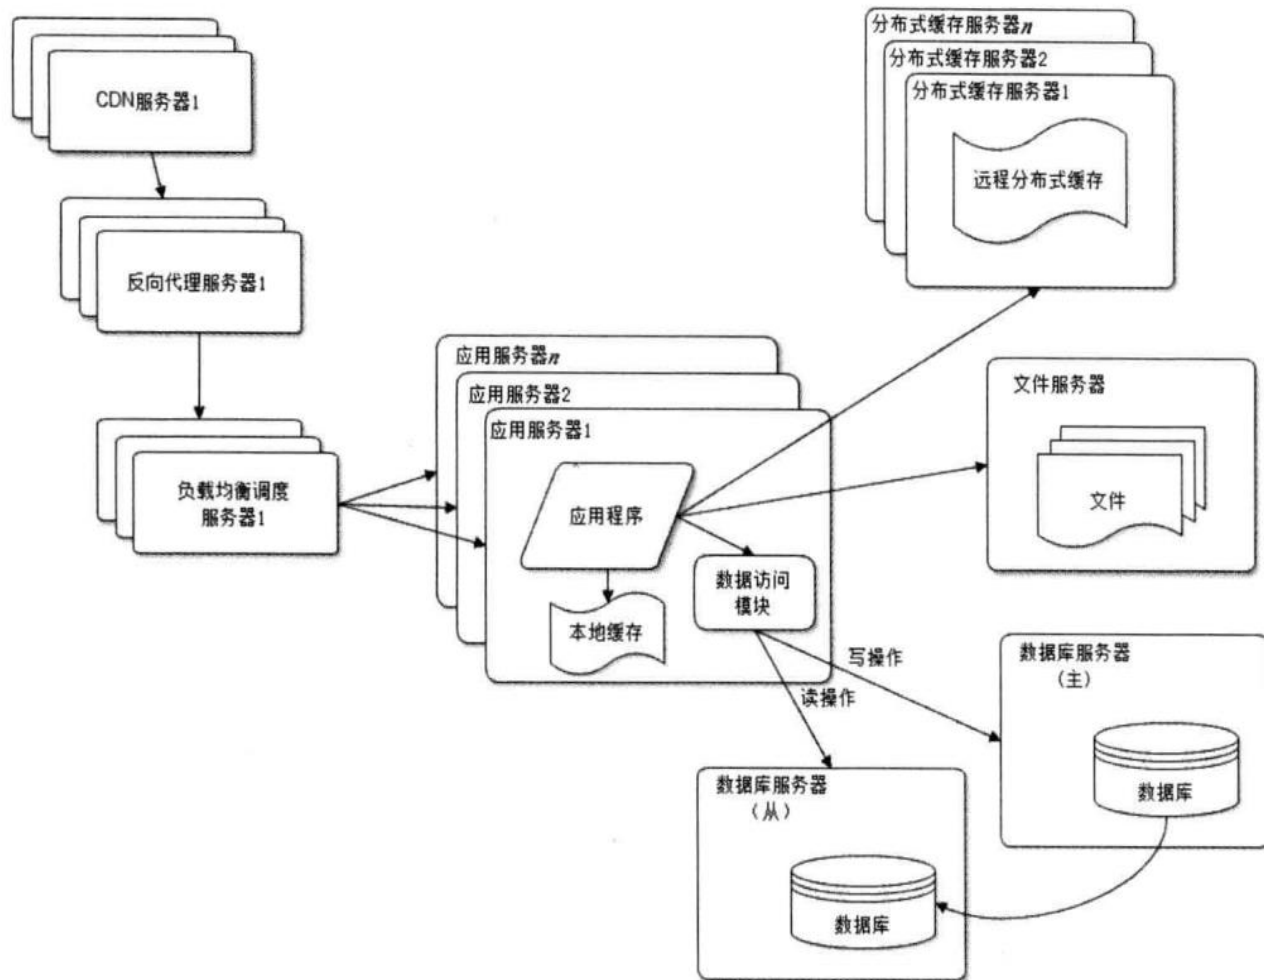 CDN服务器1
反向代理服务器1
负载均衡调度
服务器1
应用服务器n
应用服务器2
应用服务器1
应用程序
本地缓存
数据访问
模块
分布式缓存服务器n
分布式缓存服务器2
分布式缓存服务器1
远程分布式缓存
文件服务器
文件
写操作
读操作
数据库服务器
(主)
数据库
数据库服务器
(从)
数据库